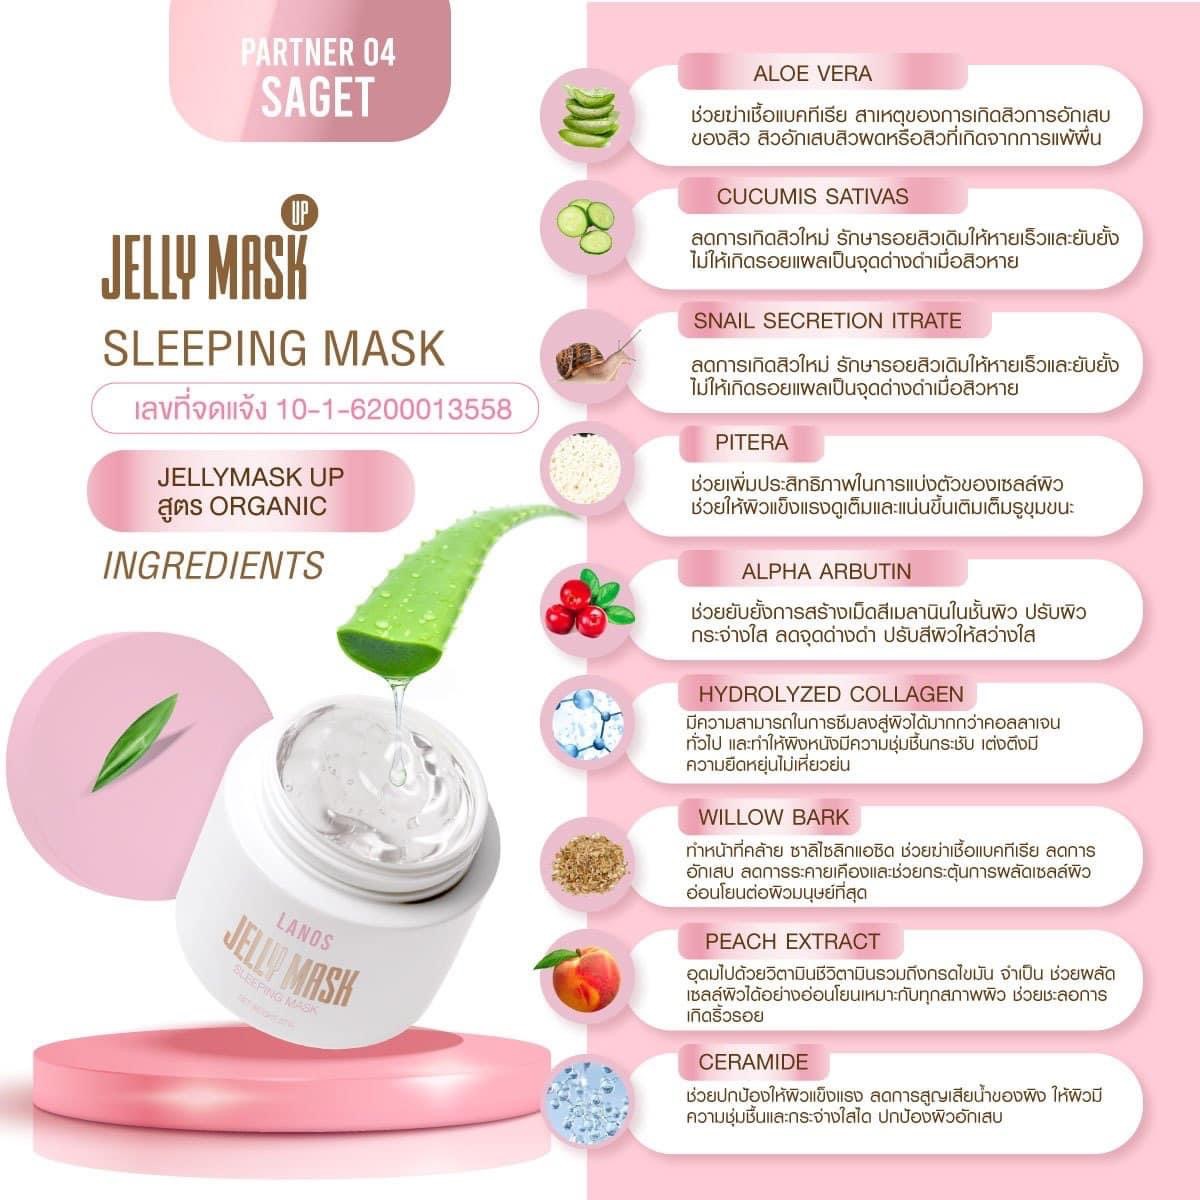 PARTNER 04
SAGET
UP
JELLY MASK
SLEEPING MASK
เลขที่จดแจ้ง 10-1-6200013558
JELLYMASK UP
สูตร ORGANIC
INGREDIENTS
LANOS
JELLY MASK
SLEEPING MASK
NET WEIGHT
ALOE VERA
ช่วยฆ่าเชื้อแบคทีเรีย สาเหตุของการเกิดสิวการอักเสบ
ของสิว สิวอักเสบสิวผดหรือสิวที่เกิดจากการแพ้พื่น
CUCUMIS SATIVAS
ลดการเกิดสิวใหม่ รักษารอยสิวเดิมให้หายเร็วและยับยั้ง
ไม่ให้เกิดรอยแผลเป็นจุดด่างดำเมื่อสิวหาย
SNAIL SECRETION ITRATE
ลดการเกิดสิวใหม่ รักษารอยสิวเดิมให้หายเร็วและยับยั้ง
ไม่ให้เกิดรอยแผลเป็นจุดด่างดำเมื่อสิวหาย
PITERA
ช่วยเพิ่มประสิทธิภาพในการแบ่งตัวของเซลล์ผิว
ช่วยให้ผิวแข็งแรงดูเต็มและแน่นขึ้นเติมเต็มรูขุมขนะ
ALPHA ARBUTIN
ช่วยยับยั้งการสร้างเม็ดสีเมลานินในชั้นผิว ปรับผิว
กระจ่างใส ลดจุดด่างดำ ปรับสีผิวให้สว่างใส
HYDROLYZED COLLAGEN
มีความสามารถในการซึมลงสู่ผิวได้มากกว่าคอลลาเจน
ทั่วไป และทำให้ผิงหนังมีความชุ่มชื้นกระชับ เต่งตึงมี
ความยืดหยุ่นไม่เหี่ยวย่น
WILLOW BARK
ทำหน้าที่คล้าย ซาลิไซลิกแอซิด ช่วยฆ่าเชื้อแบคทีเรีย ลดการ
อักเสบ ลดการระคายเคืองและช่วยกระตุ้นการผลัดเซลล์ผิว
อ่อนโยนต่อผิวมนุษย์ที่สุด
PEACH EXTRACT
อุดมไปด้วยวิตามินซีวิตามินรวมถึงกรดไขมัน จำเป็น ช่วยผลัด
เซลล์ผิวได้อย่างอ่อนโยนเหมาะกับทุกสภาพผิว ช่วยชะลอการ
เกิดริ้วรอย
CERAMIDE
ช่วยปกป้องให้ผิวแข็งแรง ลดการสูญเสียน้ำของผิง ให้ผิวมี
ความชุ่มชื้นและกระจ่างใสได ปกป้องผิวอักเสบ